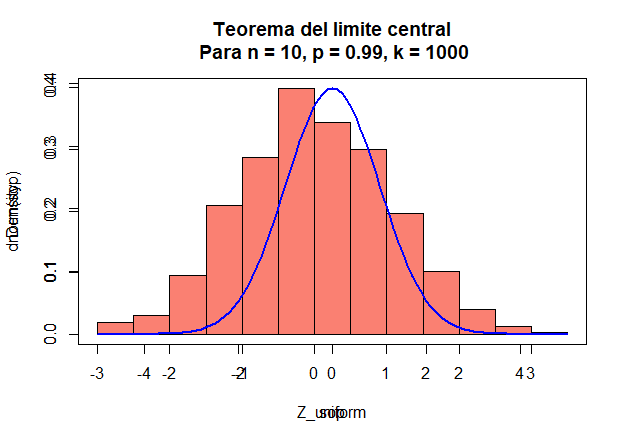 Teorema del limite central
Para n = 10, p = 0.99, k = 1000
0.4
0.3
0.2
0.1
0.0
-3 -4 -2 -2 -1 0 0 1 2 2 4 3